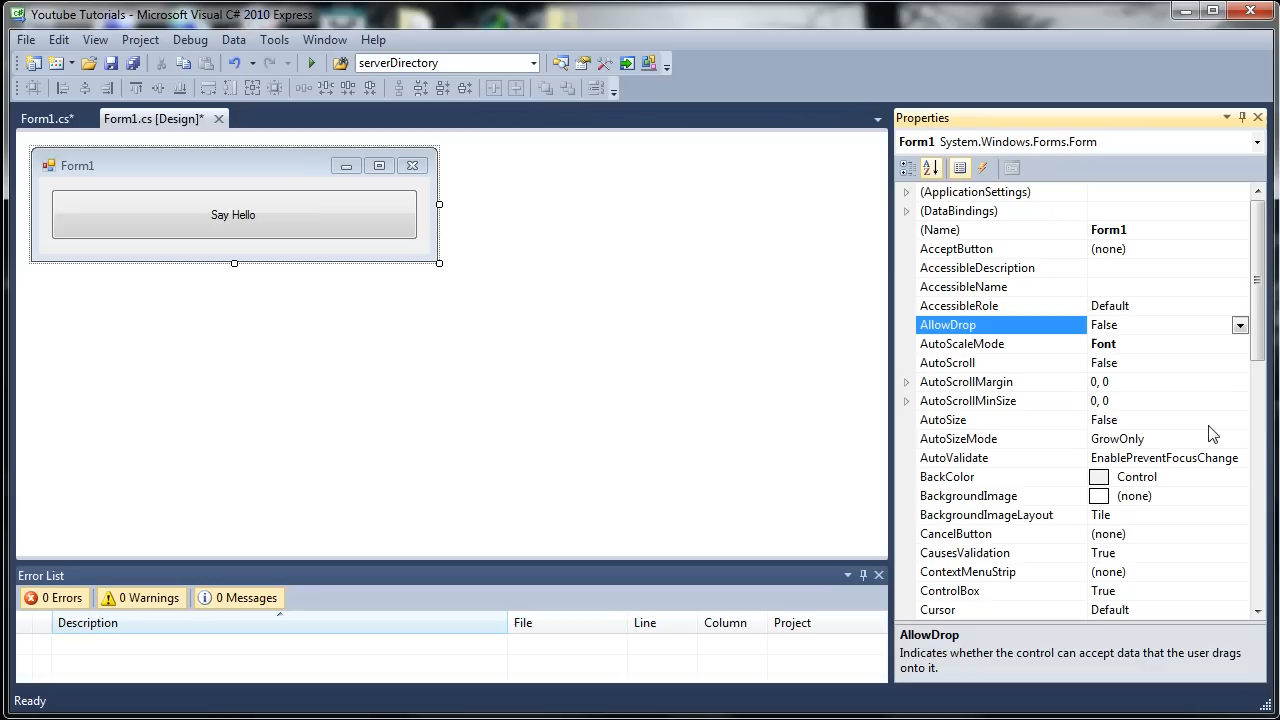 Youtube Tutorials - Microsoft Visual C# 2010 Express
File Edit View Project Debug Data Tools Window Help
serverDirectory
Form1.cs* Form1.cs [Design]*
Form1
Say Hello
Error List
0 Errors 0 Warnings 0 Messages
Description File Line Column Project
Properties
Form1 System.Windows.Forms.Form
(ApplicationSettings)
(DataBindings)
(Name) Form1
AcceptButton (none)
AccessibleDescription
AccessibleName
AccessibleRole Default
AllowDrop False
AutoScaleMode Font
AutoScroll False
AutoScrollMargin 0, 0
AutoScrollMinSize 0, 0
AutoSize False
AutoSizeMode GrowOnly
AutoValidate EnablePreventFocusChange
BackColor Control
BackgroundImage (none)
BackgroundImageLayout Tile
CancelButton (none)
CausesValidation True
ContextMenuStrip (none)
ControlBox True
Cursor Default
AllowDrop
Indicates whether the control can accept data that the user drags
onto it.
Ready